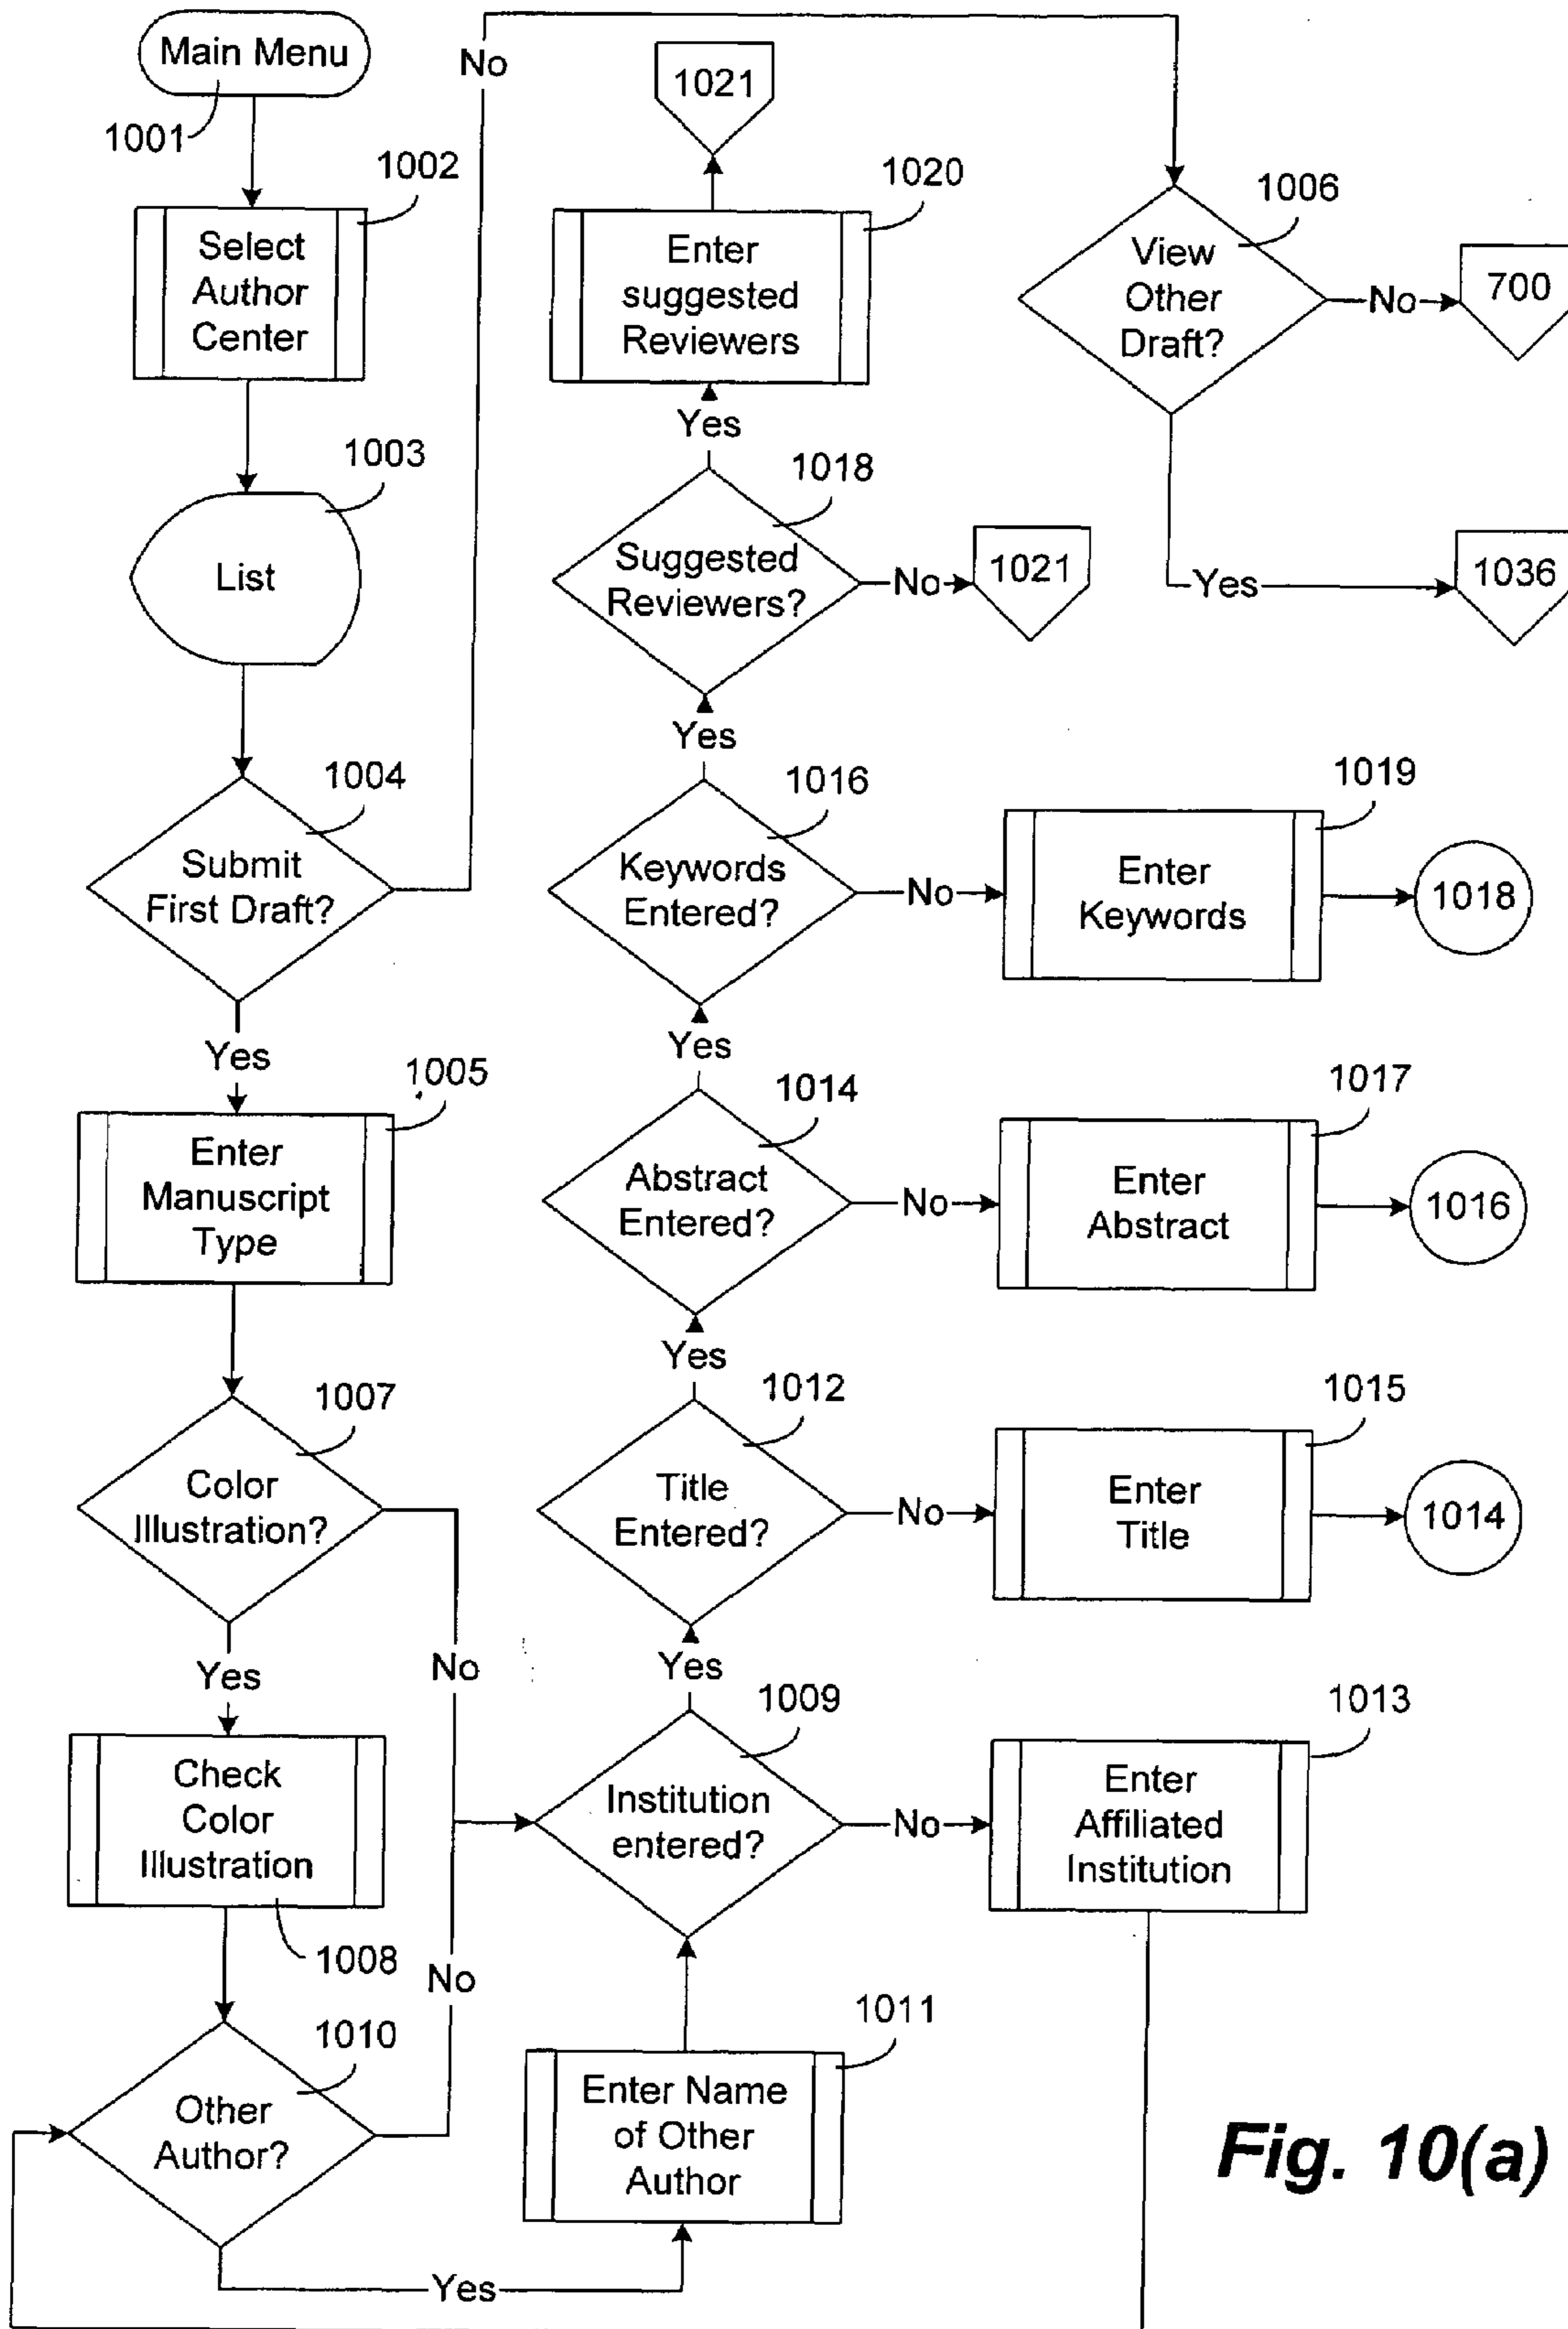 Main Menu
1001
1002
Select
Author
Center
1003
List
1004
Submit
First Draft?
No
Yes
1005
Enter
Manuscript
Type
1007
Color
Illustration?
No
Yes
Check
Color
Illustration
1008
1010
Other
Author?
No
Yes
1011
Enter Name
of Other
Author
1009
Institution
entered?
No
1013
Enter
Affiliated
Institution
Yes
1012
Title
Entered?
No
1015
Enter
Title
1014
Yes
1014
Abstract
Entered?
No
1017
Enter
Abstract
1016
Yes
1016
Keywords
Entered?
No
1019
Enter
Keywords
1018
Yes
1018
Suggested
Reviewers?
No
1021
Yes
1020
Enter
suggested
Reviewers
1021
1006
View
Other
Draft?
No
700
Yes
1036
Fig. 10(a)